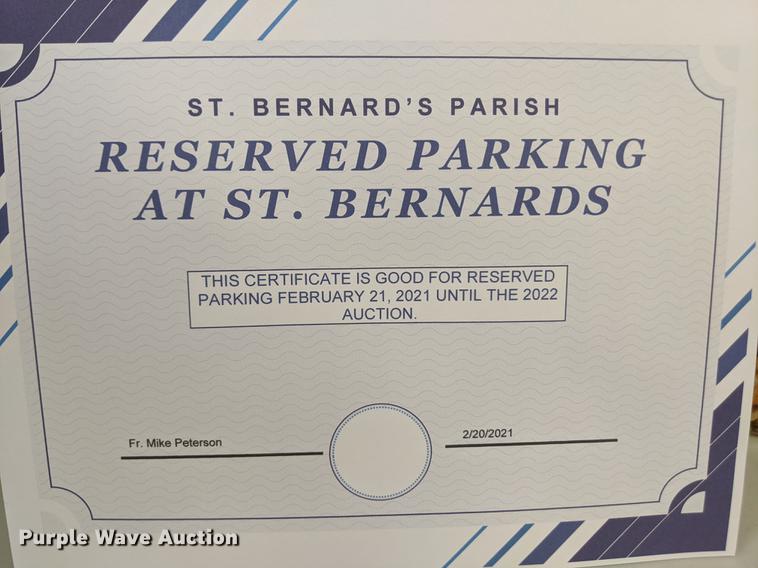 ST. BERNARD'S PARISH
RESERVED PARKING
AT ST. BERNARDS
THIS CERTIFICATE IS GOOD FOR RESERVED
PARKING FEBRUARY 21, 2021 UNTIL THE 2022
AUCTION.
Fr. Mike Peterson
2/20/2021
Purple Wave Auction